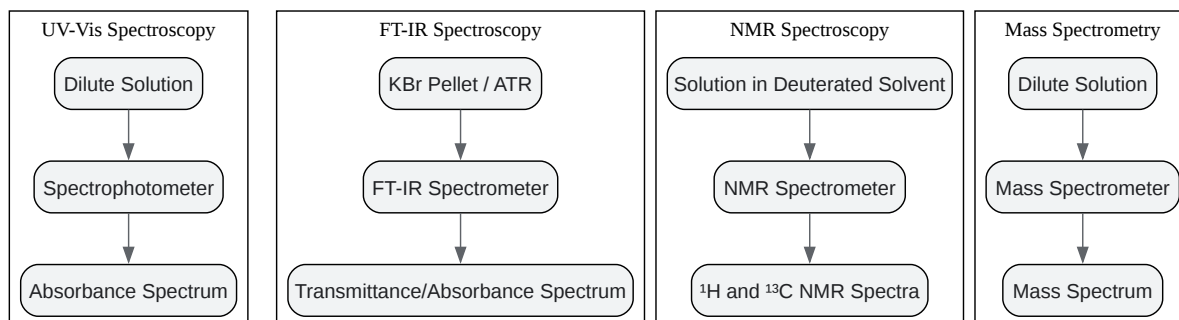 UV-Vis Spectroscopy
Dilute Solution
Spectrophotometer
Absorbance Spectrum
FT-IR Spectroscopy
KBr Pellet / ATR
FT-IR Spectrometer
Transmittance/Absorbance Spectrum
NMR Spectroscopy
Solution in Deuterated Solvent
NMR Spectrometer
¹H and ¹³C NMR Spectra
Mass Spectrometry
Dilute Solution
Mass Spectrometer
Mass Spectrum